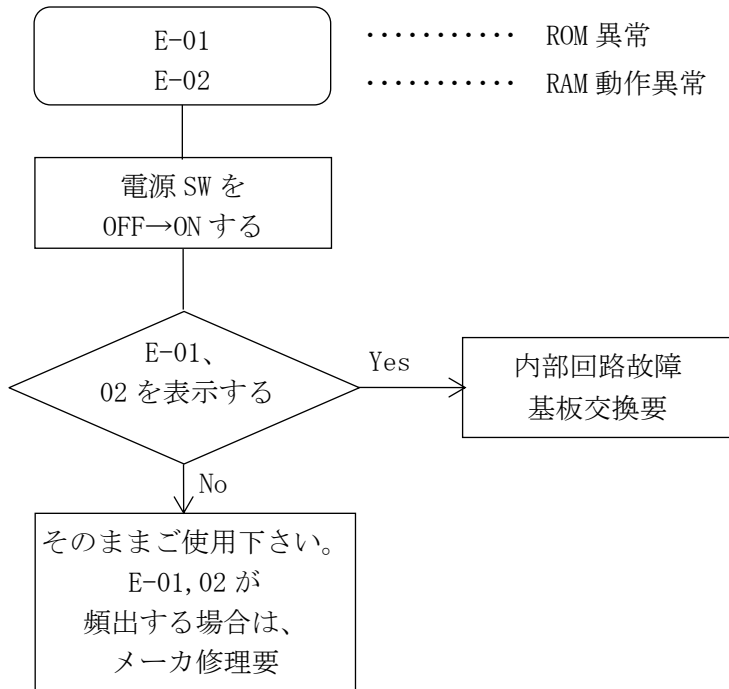 E-01 ・・・・・・・・・・・ ROM 異常
E-02 ・・・・・・・・・・・ RAM 動作異常
電源 SW を
OFF→ON する
E-01、
02 を表示する
Yes
内部回路故障
基板交換要
No
そのままご使用下さい。
E-01,02 が
頻出する場合は、
メーカ修理要